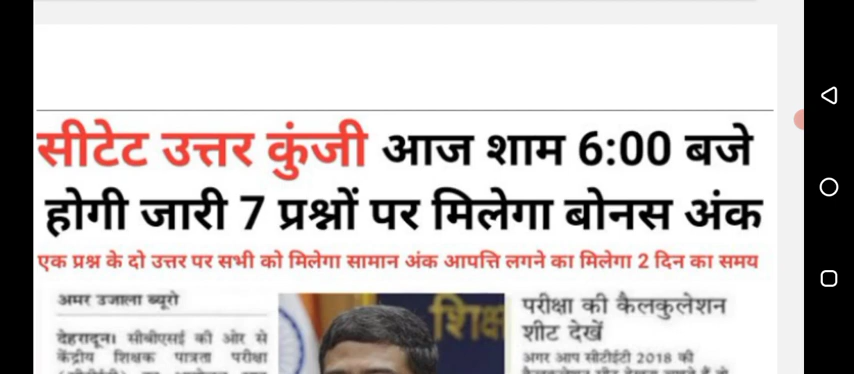 सीटेट उत्तर कुंजी आज शाम 6:00 बजे
होगी जारी 7 प्रश्नों पर मिलेगा बोनस अंक
एक प्रश्न के दो उत्तर पर सभी को मिलेगा सामान अंक आपत्ति लगने का मिलेगा 2 दिन का समय
अमर उजाला ब्यूरो
देहरादून। सीबीएसई की ओर से
केंद्रीय शिक्षक पात्रता परीक्षा
शिक्ष
परीक्षा की कैलकुलेशन
शीट देखें
अगर आप सीटीईटी 2018 की